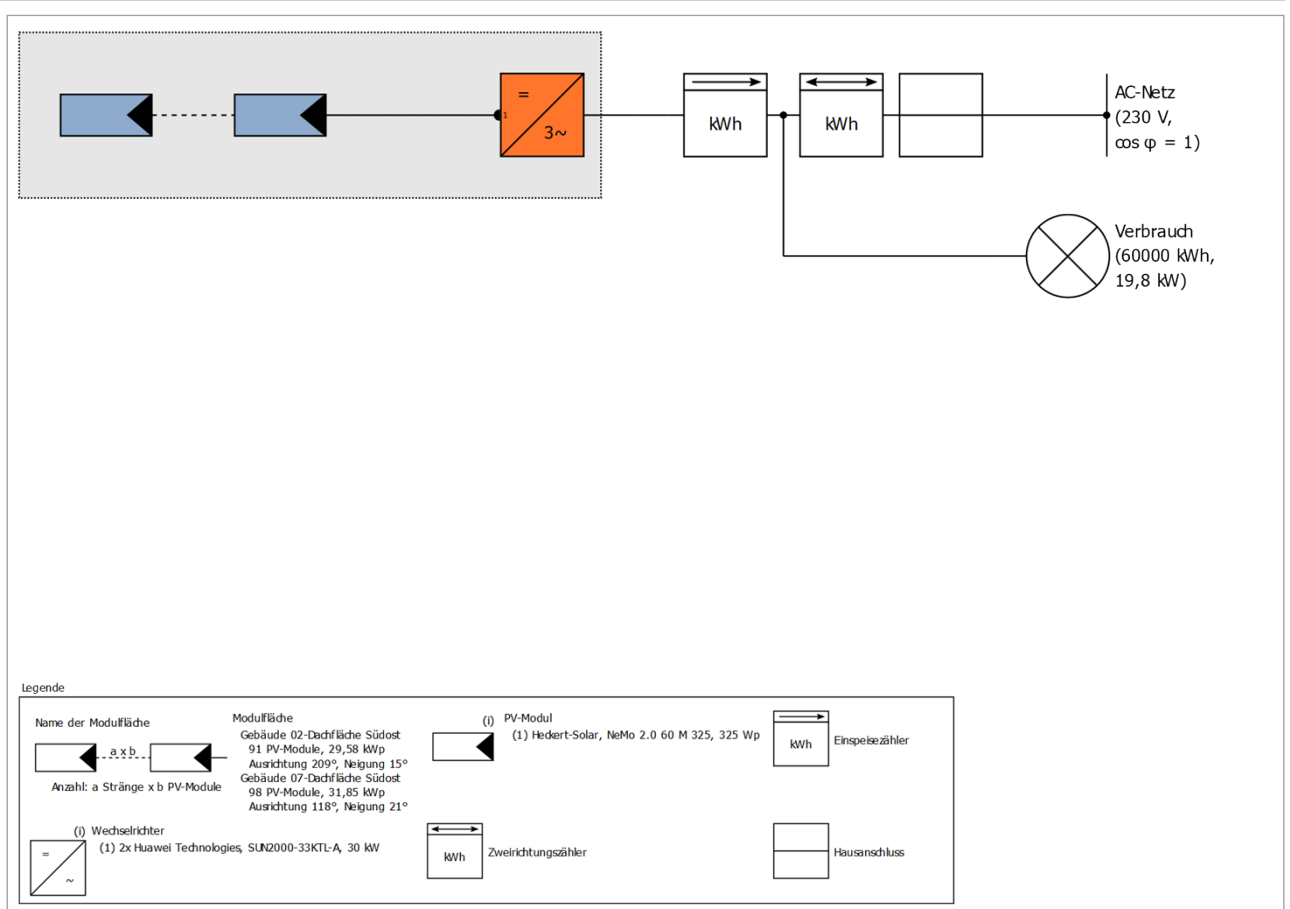 =
1
3~
kWh
kWh
AC-Netz
(230 V,
cos φ = 1)
Verbrauch
(60000 kWh,
19,8 kW)
Legende
Name der Modulfläche
a x b
Anzahl: a Stränge x b PV-Module
Modulfläche
Gebäude 02-Dachfläche Südost
91 PV-Module, 29,58 kWp
Ausrichtung 209°, Neigung 15°
Gebäude 07-Dachfläche Südost
98 PV-Module, 31,85 kWp
Ausrichtung 118°, Neigung 21°
(i) PV-Modul
(1) Heckert-Solar, NeMo 2.0 60 M 325, 325 Wp
kWh
Einspeisezähler
(i) Wechselrichter
(1) 2x Huawei Technologies, SUN2000-33KTL-A, 30 kW
=
~
kWh
Zweirichtungszähler
Hausanschluss